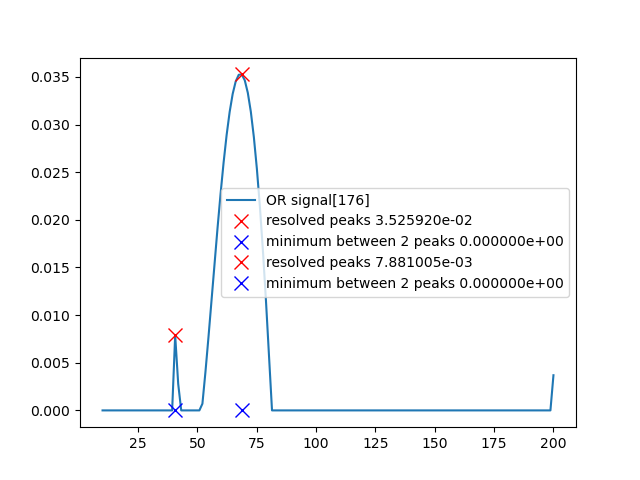 0.035
0.030
0.025
0.020
0.015
0.010
0.005
0.000
OR signal[176]
resolved peaks 3.525920e-02
minimum between 2 peaks 0.000000e+00
resolved peaks 7.881005e-03
minimum between 2 peaks 0.000000e+00
25 50 75 100 125 150 175 200